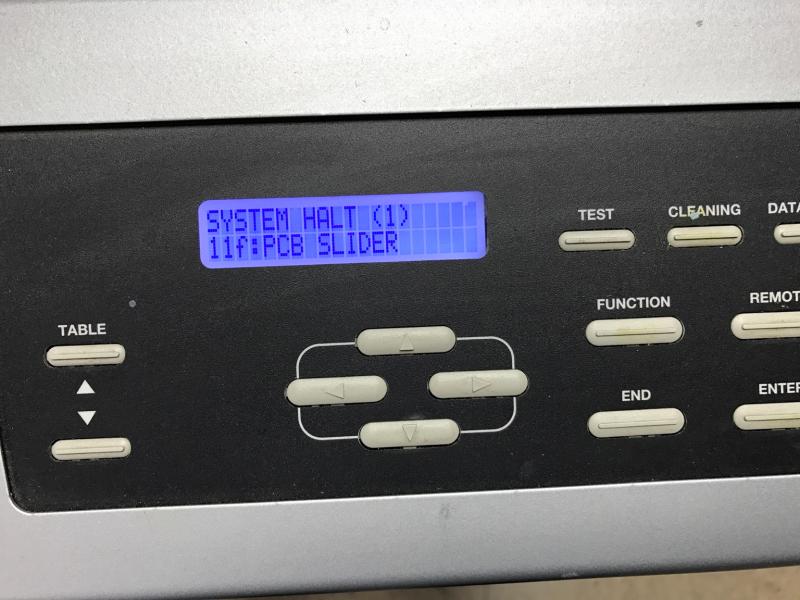 SYSTEM HALT (1)
11f:PCB SLIDER
TEST
CLEANING
TABLE
FUNCTION
END